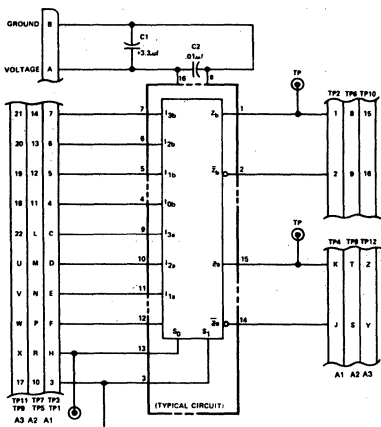 GROUND B
C1
+3.3uf
C2
.01uf
VOLTAGE A
16 8
TP
TP2 TP6 TP10
21 14 7 7 I3b Zb 1 1 8 15
20 13 6 6 I2b
19 12 5 5 I1b Z̅b 2 2 9 16
18 11 4 4 I0b
TP
22 L C 9 I3a
TP4 TP8 TP12
U M D 10 I2a Za 15 K T Z
V N E 11 I1a
W P F 12 Z̅a 14 J S Y
S0 S1
X R H 13
A1 A2 A3
17 10 3 3
(TYPICAL CIRCUIT)
TP11 TP7 TP3
TP9 TP5 TP1
A3 A2 A1